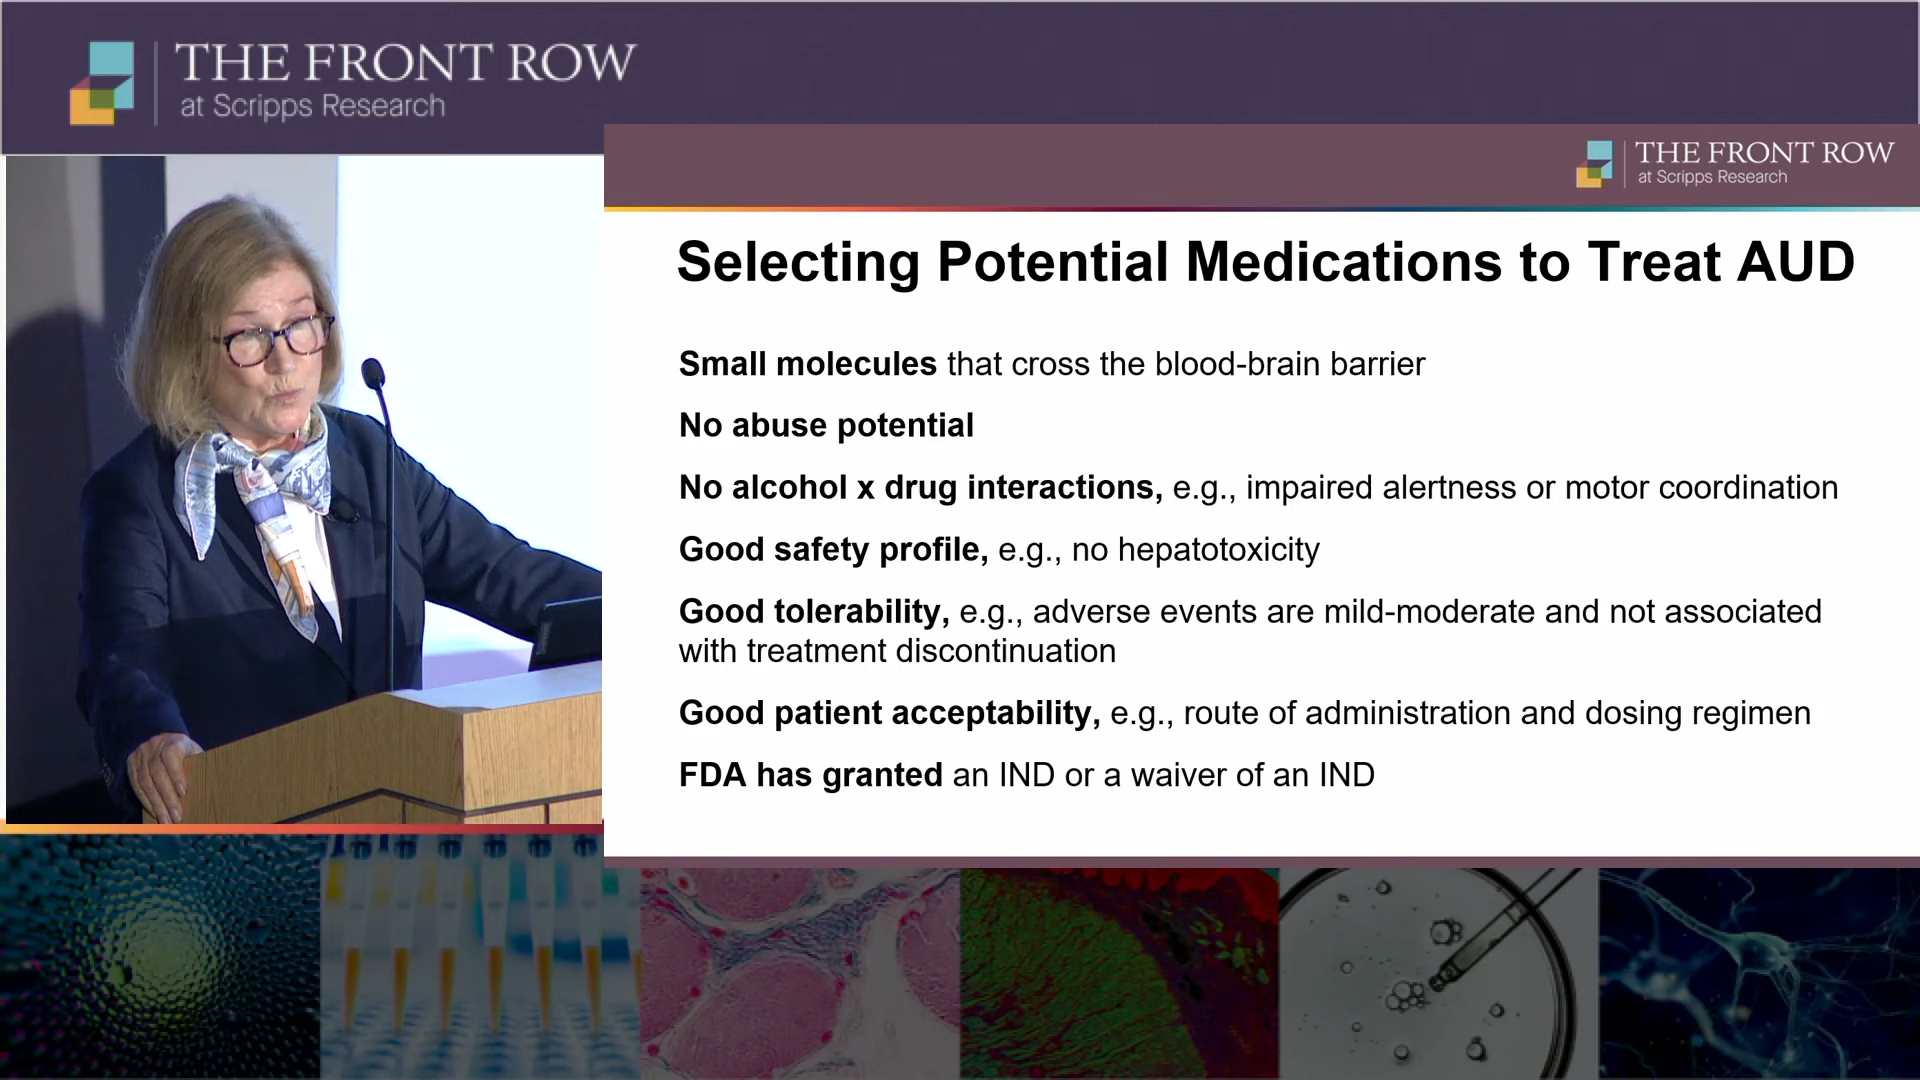 THE FRONT ROW
at Scripps Research
THE FRONT ROW
at Scripps Research
Selecting Potential Medications to Treat AUD
Small molecules that cross the blood-brain barrier
No abuse potential
No alcohol x drug interactions, e.g., impaired alertness or motor coordination
Good safety profile, e.g., no hepatotoxicity
Good tolerability, e.g., adverse events are mild-moderate and not associated
with treatment discontinuation
Good patient acceptability, e.g., route of administration and dosing regimen
FDA has granted an IND or a waiver of an IND